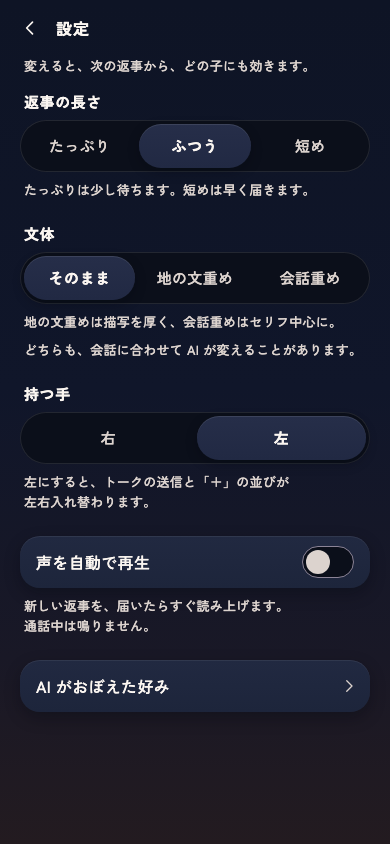 設定
変えると、次の返事から、どの子にも効きます。
返事の長さ
たっぷり ふつう 短め
たっぷりは少し待ちます。短めは早く届きます。
文体
そのまま 地の文重め 会話重め
地の文重めは描写を厚く、会話重めはセリフ中心に。
どちらも、会話に合わせて AI が変えることがあります。
持つ手
右 左
左にすると、トークの送信と「＋」の並びが
左右入れ替わります。
声を自動で再生
新しい返事を、届いたらすぐ読み上げます。
通話中は鳴りません。
AI がおぼえた好み